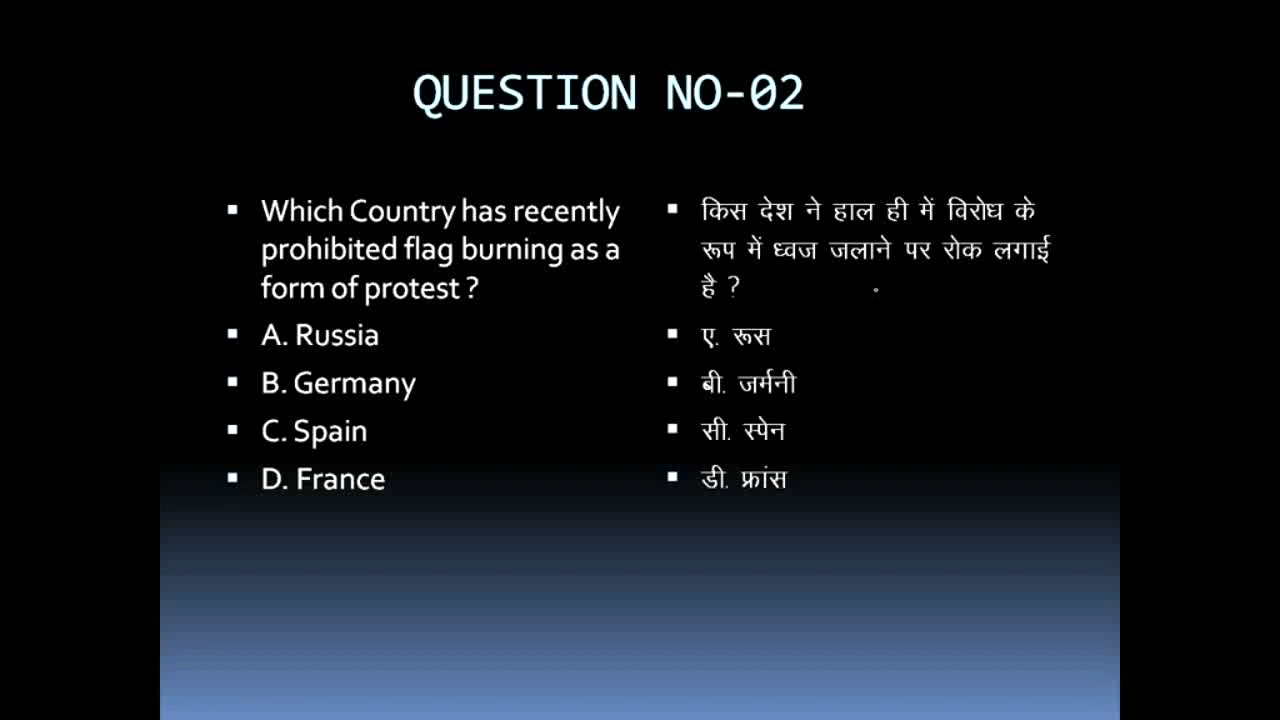 QUESTION NO-02
Which Country has recently
prohibited flag burning as a
form of protest ?
A. Russia
B. Germany
C. Spain
D. France
किस देश ने हाल ही में विरोध के
रूप में ध्वज जलाने पर रोक लगाई
है ?
ए. रूस
बी. जर्मनी
सी. स्पेन
डी. फ्रांस